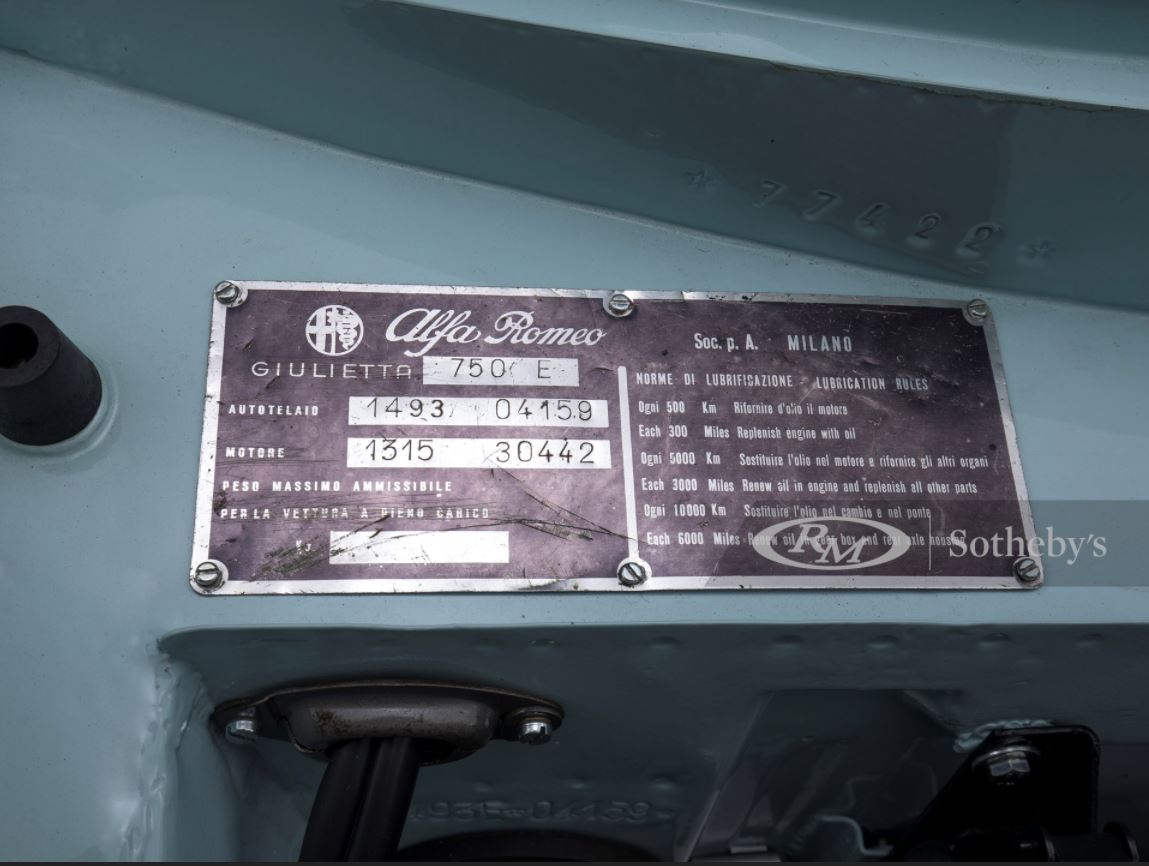 ★ 77422 ★
Alfa Romeo
GIULIETTA 750 E
AUTOTELAIO 1493 04159
MOTORE 1315 30442
PESO MASSIMO AMMISSIBILE
PER LA VETTURA A PIENO CARICO
Kg
Soc. p. A. MILANO
NORME DI LUBRIFICAZIONE - LUBRICATION RULES
Ogni 500 Km Rifornire d'olio il motore
Each 300 Miles Replenish engine with oil
Ogni 5000 Km Sostituire l'olio nel motore e rifornire gli altri organi
Each 3000 Miles Renew oil in engine and replenish all other parts
Ogni 10000 Km Sostituire l'olio nel cambio e nel ponte
Each 6000 Miles Renew oil in gear box and rear axle housing
RM Sotheby's
04159